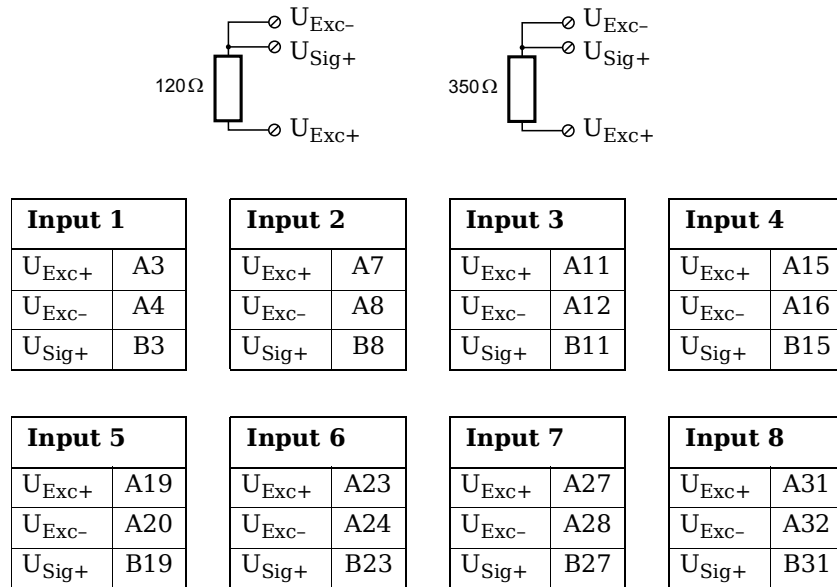 U_Exc– U_Exc–
U_Sig+ U_Sig+
120Ω 350Ω
U_Exc+ U_Exc+
Input 1 Input 2 Input 3 Input 4
U_Exc+ A3 U_Exc+ A7 U_Exc+ A11 U_Exc+ A15
U_Exc– A4 U_Exc– A8 U_Exc– A12 U_Exc– A16
U_Sig+ B3 U_Sig+ B8 U_Sig+ B11 U_Sig+ B15
Input 5 Input 6 Input 7 Input 8
U_Exc+ A19 U_Exc+ A23 U_Exc+ A27 U_Exc+ A31
U_Exc– A20 U_Exc– A24 U_Exc– A28 U_Exc– A32
U_Sig+ B19 U_Sig+ B23 U_Sig+ B27 U_Sig+ B31